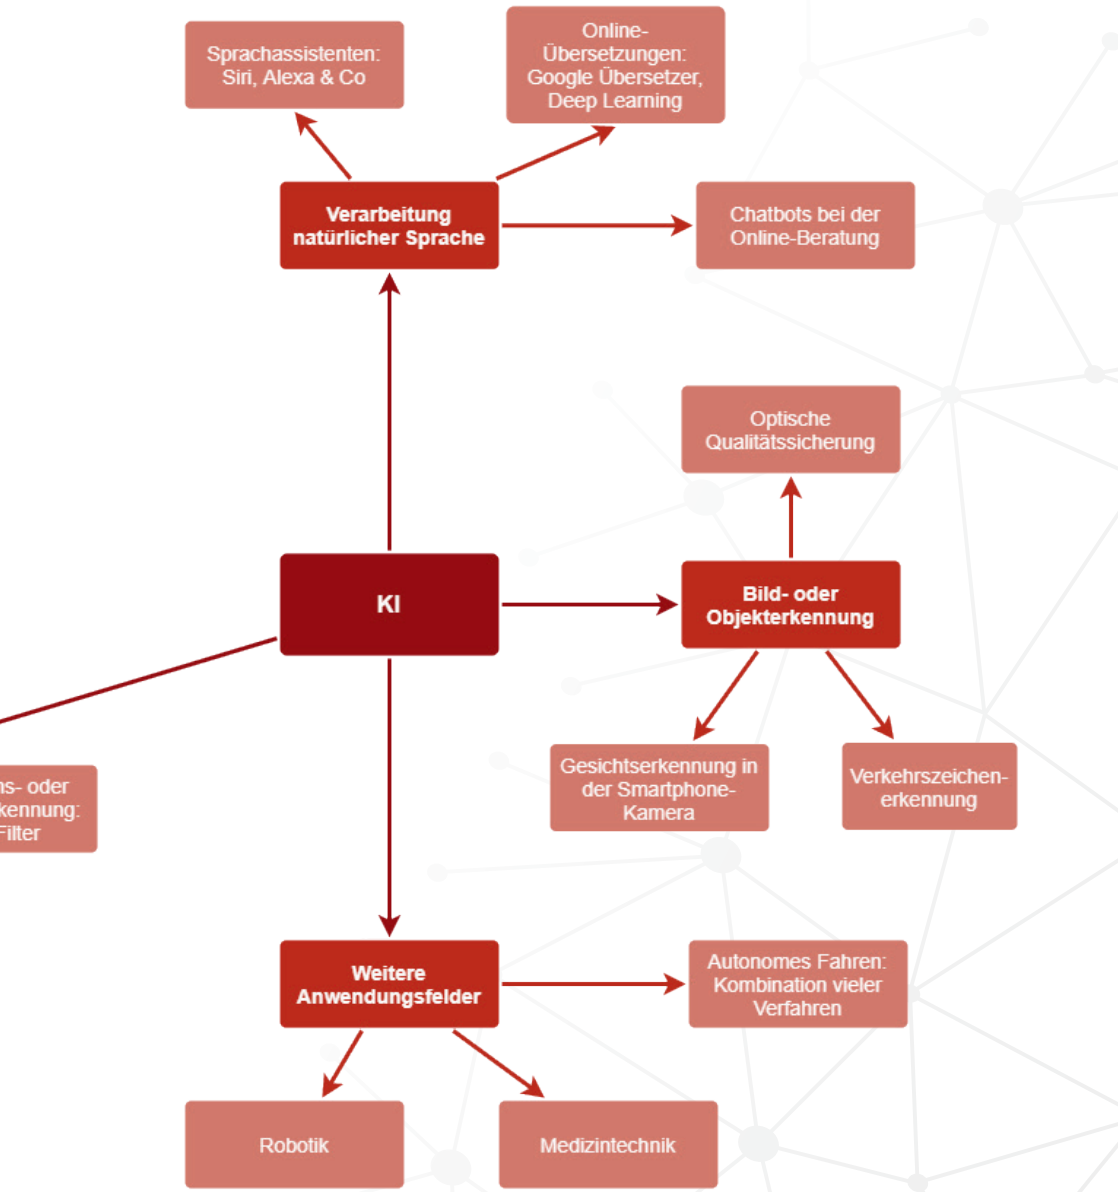 Sprachassistenten:
Siri, Alexa & Co
Online-
Übersetzungen:
Google Übersetzer,
Deep Learning
Verarbeitung
natürlicher Sprache
Chatbots bei der
Online-Beratung
Optische
Qualitätssicherung
KI
Bild- oder
Objekterkennung
Gesichtserkennung in
der Smartphone-
Kamera
Verkehrszeichen-
erkennung
oder
Filter
Weitere
Anwendungsfelder
Autonomes Fahren:
Kombination vieler
Verfahren
Robotik
Medizintechnik